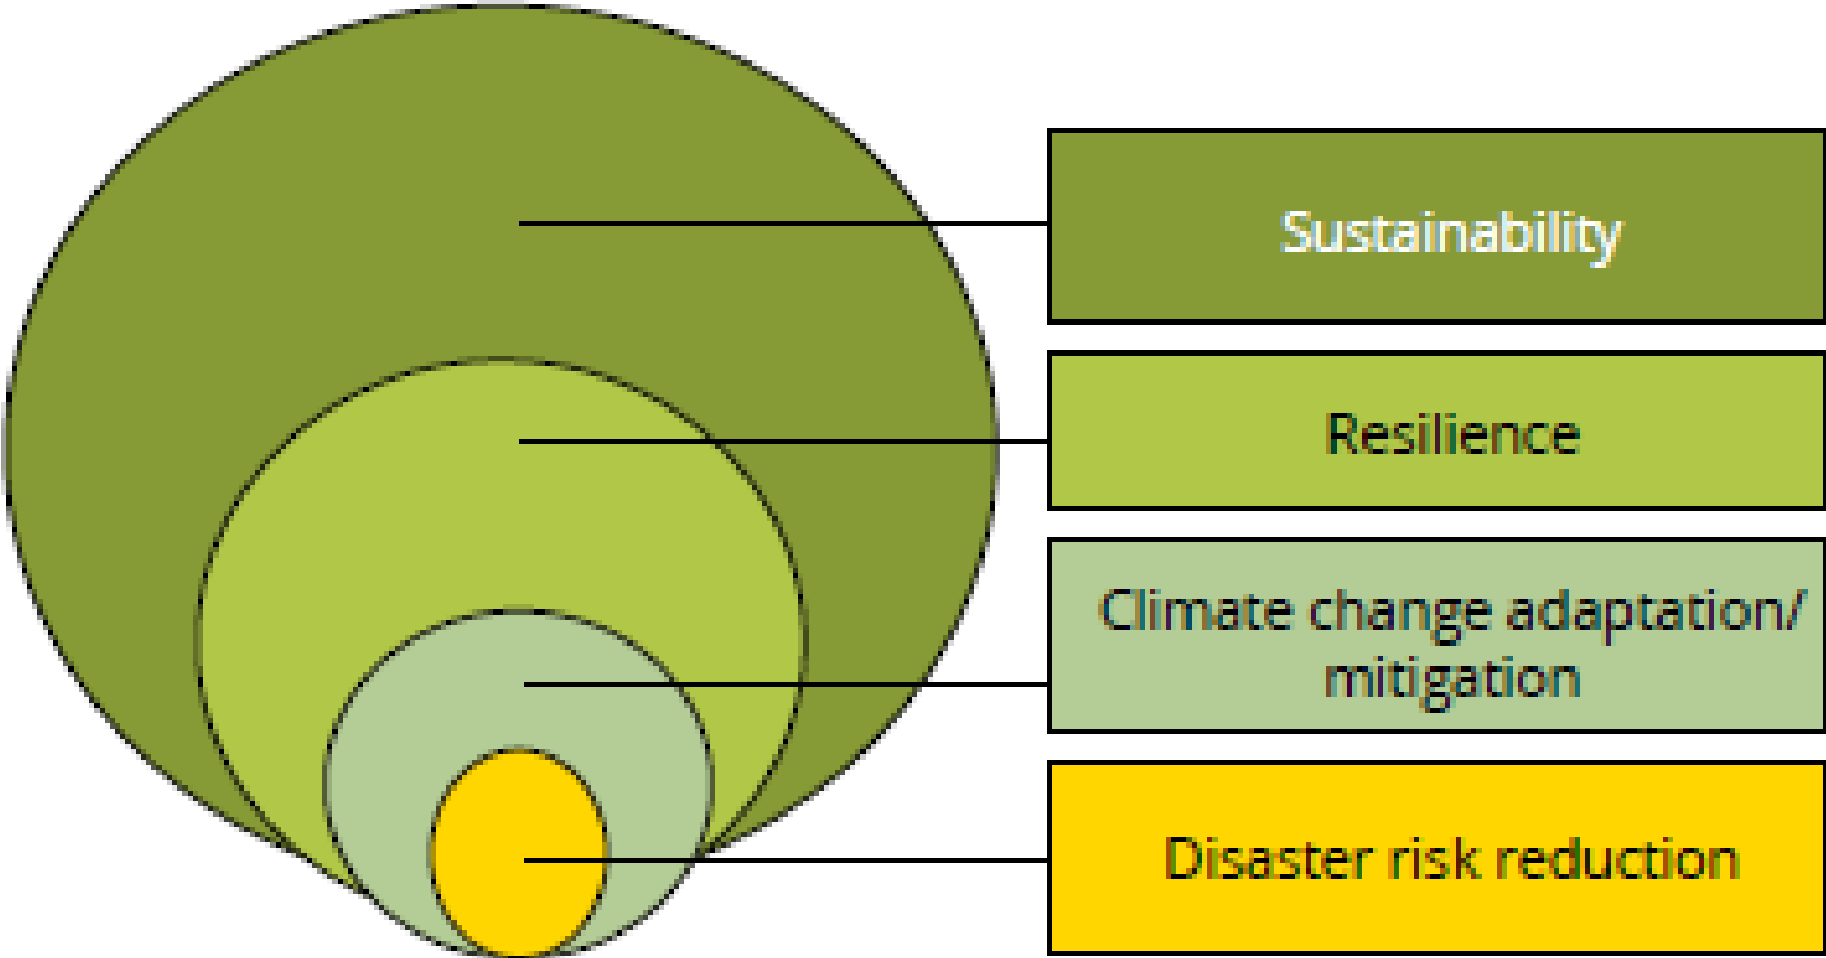 Sustainability
Resilience
Climate change adaptation/
mitigation
Disaster risk reduction